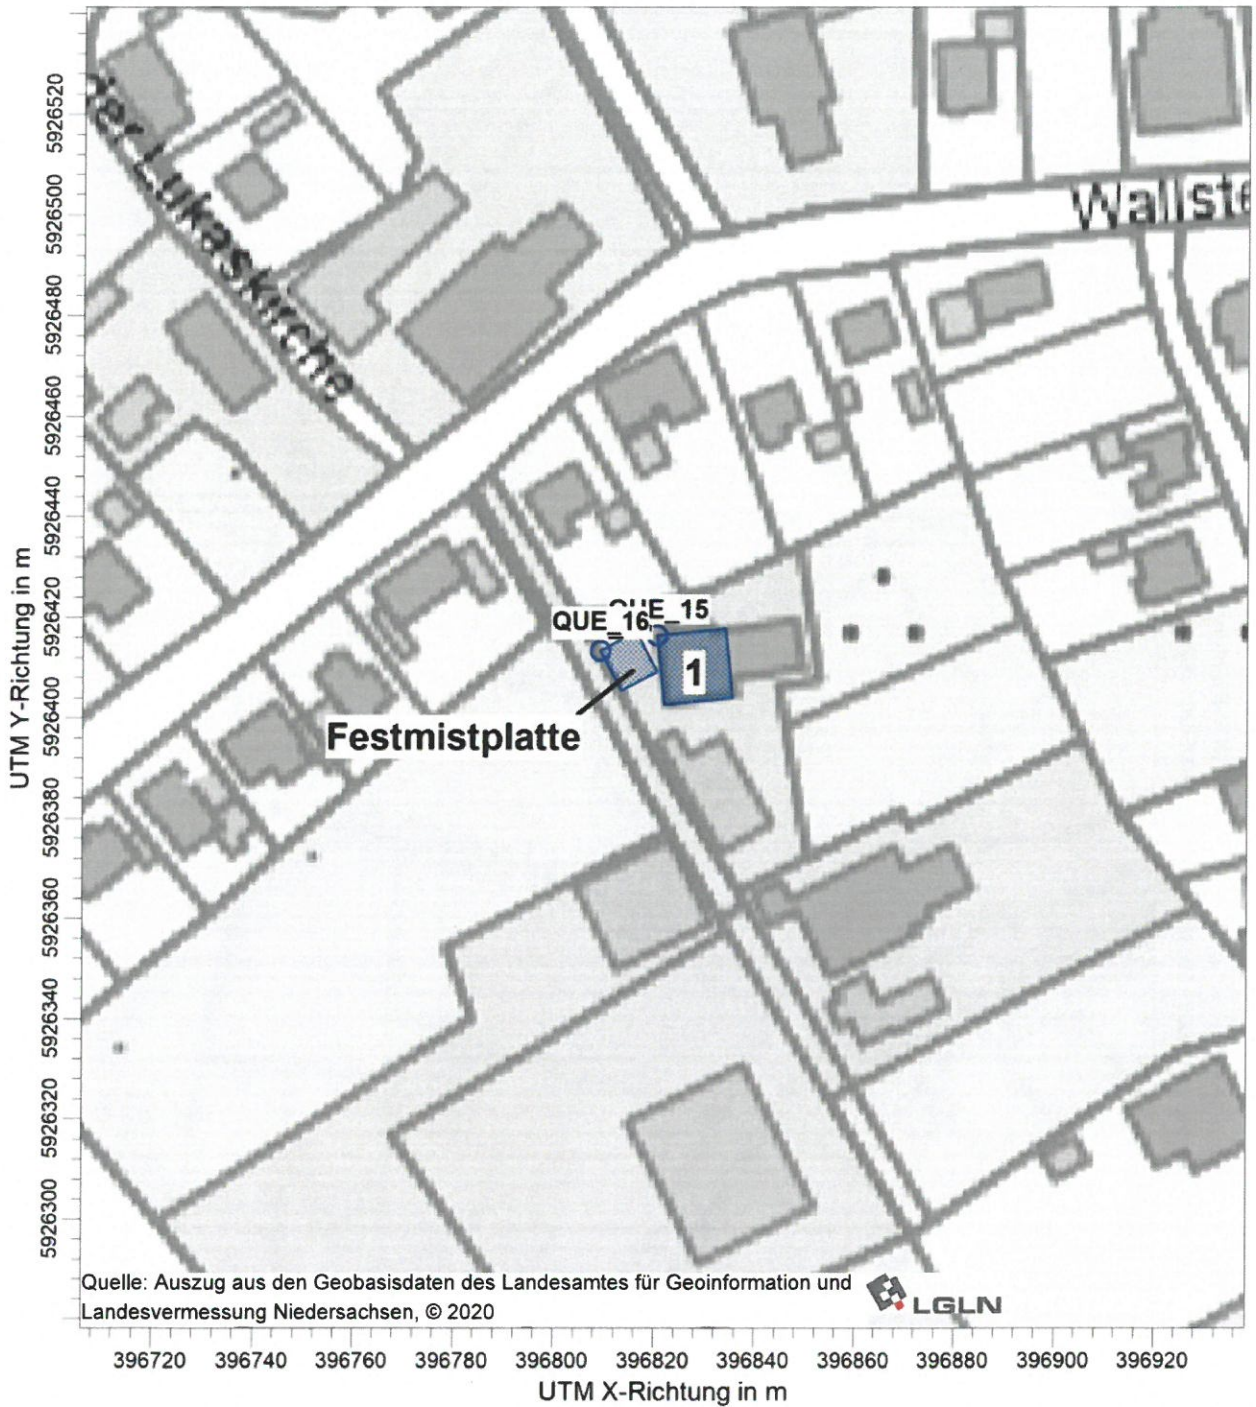 der Lukaskirche
Wallste
QUE_15
QUE_16
1
Festmistplatte
UTM Y-Richtung in m
5926520
5926500
5926480
5926460
5926440
5926420
5926400
5926380
5926360
5926340
5926320
5926300
Quelle: Auszug aus den Geobasisdaten des Landesamtes für Geoinformation und
Landesvermessung Niedersachsen, © 2020
LGLN
396720 396740 396760 396780 396800 396820 396840 396860 396880 396900 396920
UTM X-Richtung in m